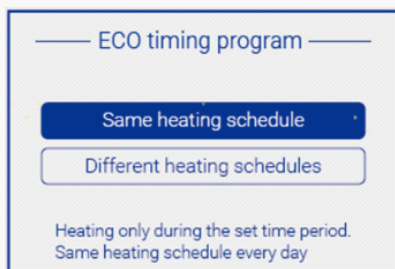 ECO timing program
Same heating schedule
Different heating schedules
Heating only during the set time period.
Same heating schedule every day